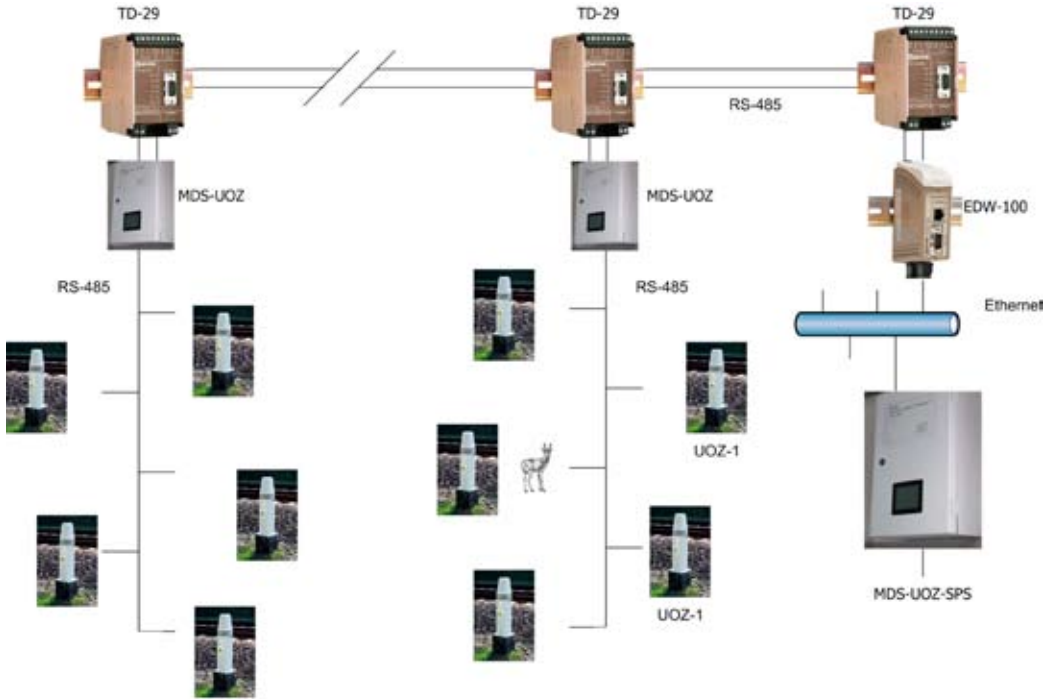 TD-29
TD-29
TD-29
RS-485
MDS-UOZ
MDS-UOZ
EDW-100
RS-485
RS-485
Ethernet
UOZ-1
UOZ-1
MDS-UOZ-SPS